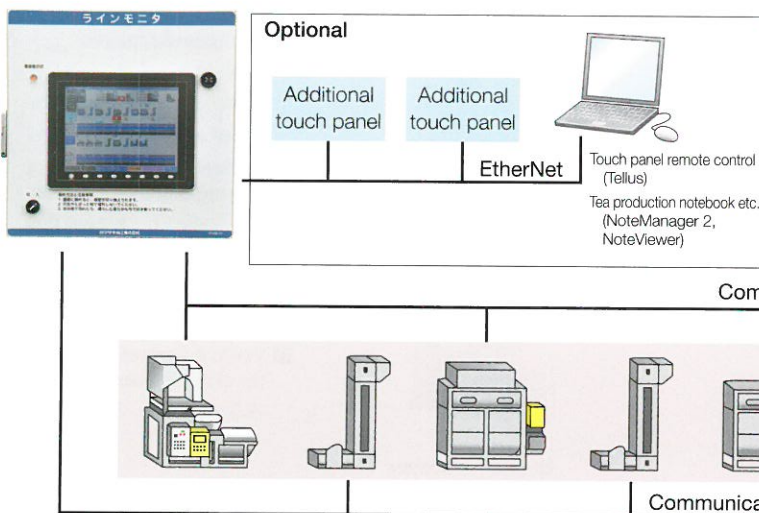 ラインモニタ
Optional
Additional
touch panel
Additional
touch panel
EtherNet
Touch panel remote control
(Tellus)
Tea production notebook etc.
(NoteManager 2,
NoteViewer)
Com
Communica